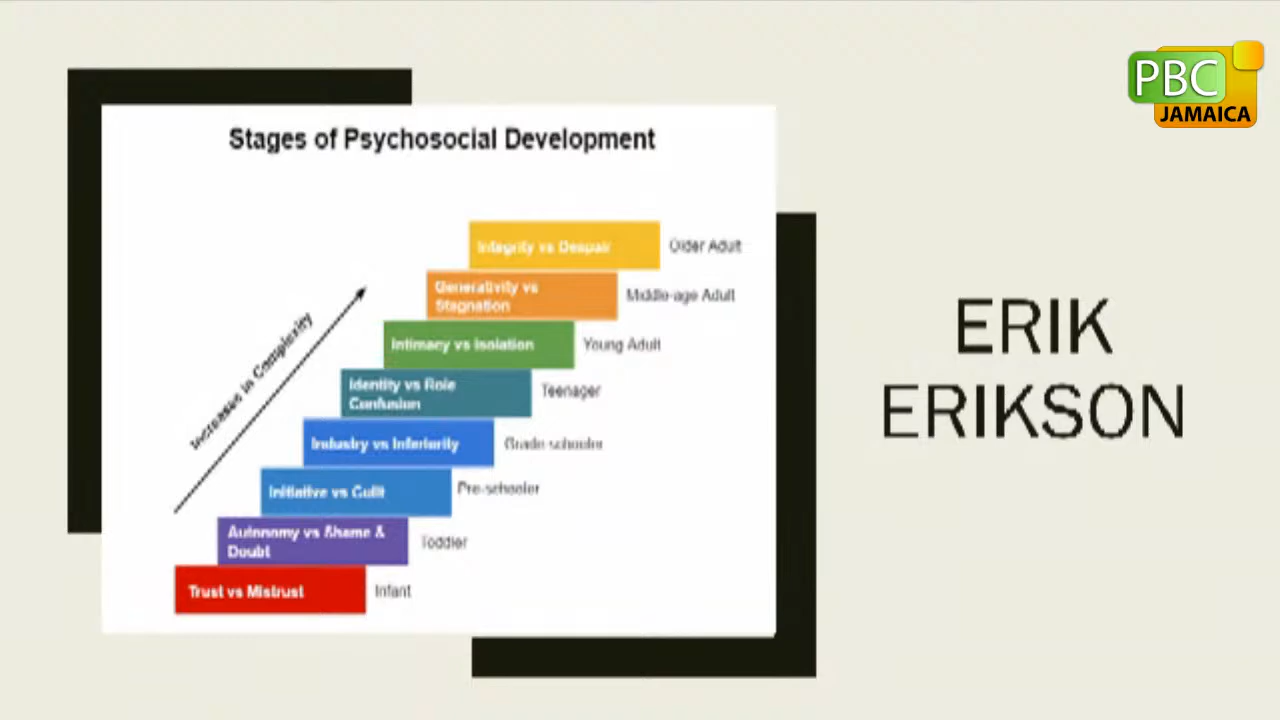 PBC
JAMAICA
Stages of Psychosocial Development
Integrity vs Despair
Older Adult
Generativity vs
Stagnation
Middle-age Adult
Intimacy vs Isolation
Young Adult
Identity vs Role
Confusion
Teenager
Industry vs Inferiority
Grade-schooler
Initiative vs Guilt
Pre-schooler
Autonomy vs Shame &
Doubt
Toddler
Trust vs Mistrust
Infant
Increases in Complexity
ERIK
ERIKSON